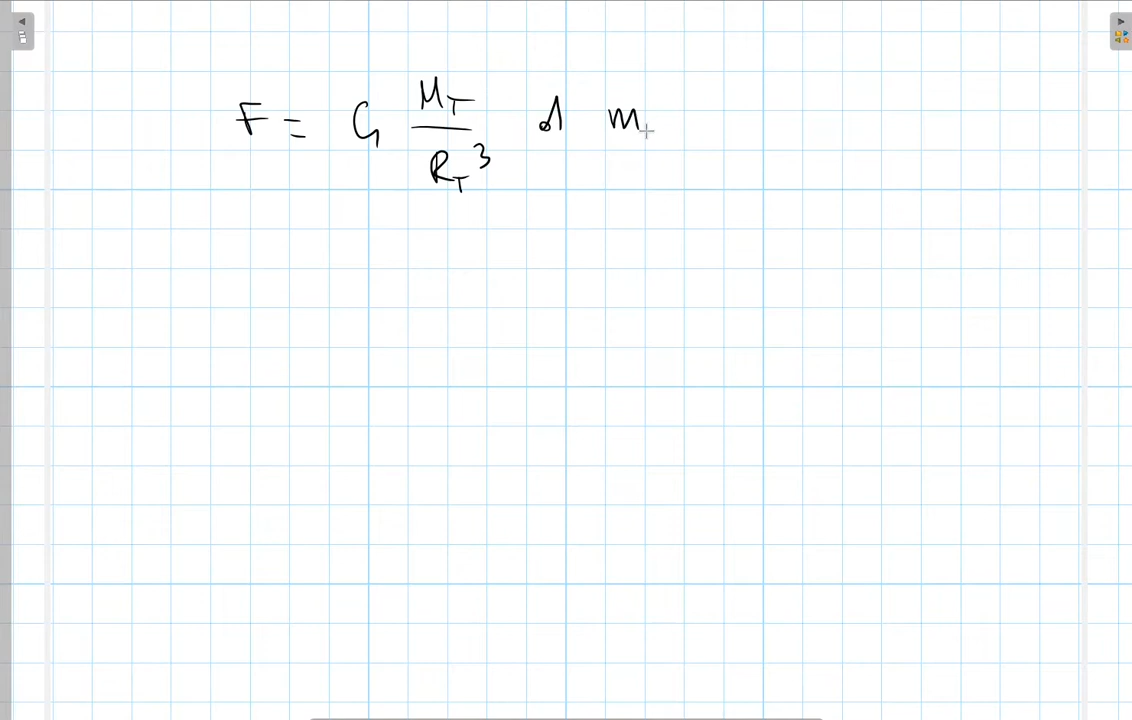 F = G M_T / R_T^3 d m